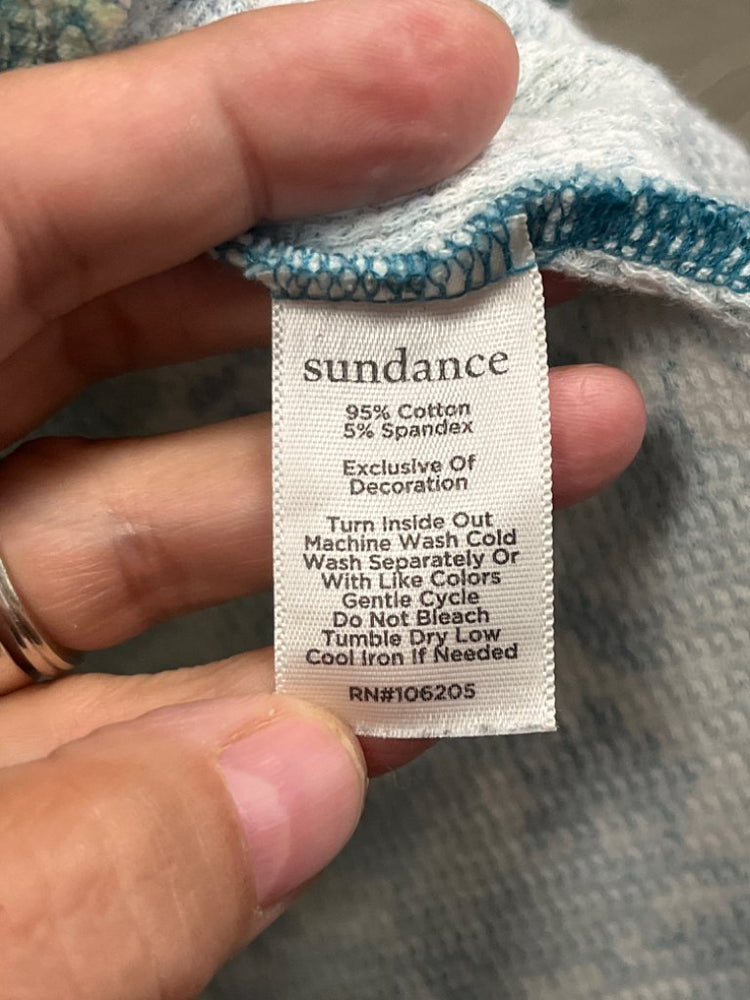 sundance
95% Cotton
5% Spandex
Exclusive Of
Decoration
Turn Inside Out
Machine Wash Cold
Wash Separately Or
With Like Colors
Gentle Cycle
Do Not Bleach
Tumble Dry Low
Cool Iron If Needed
RN#106205